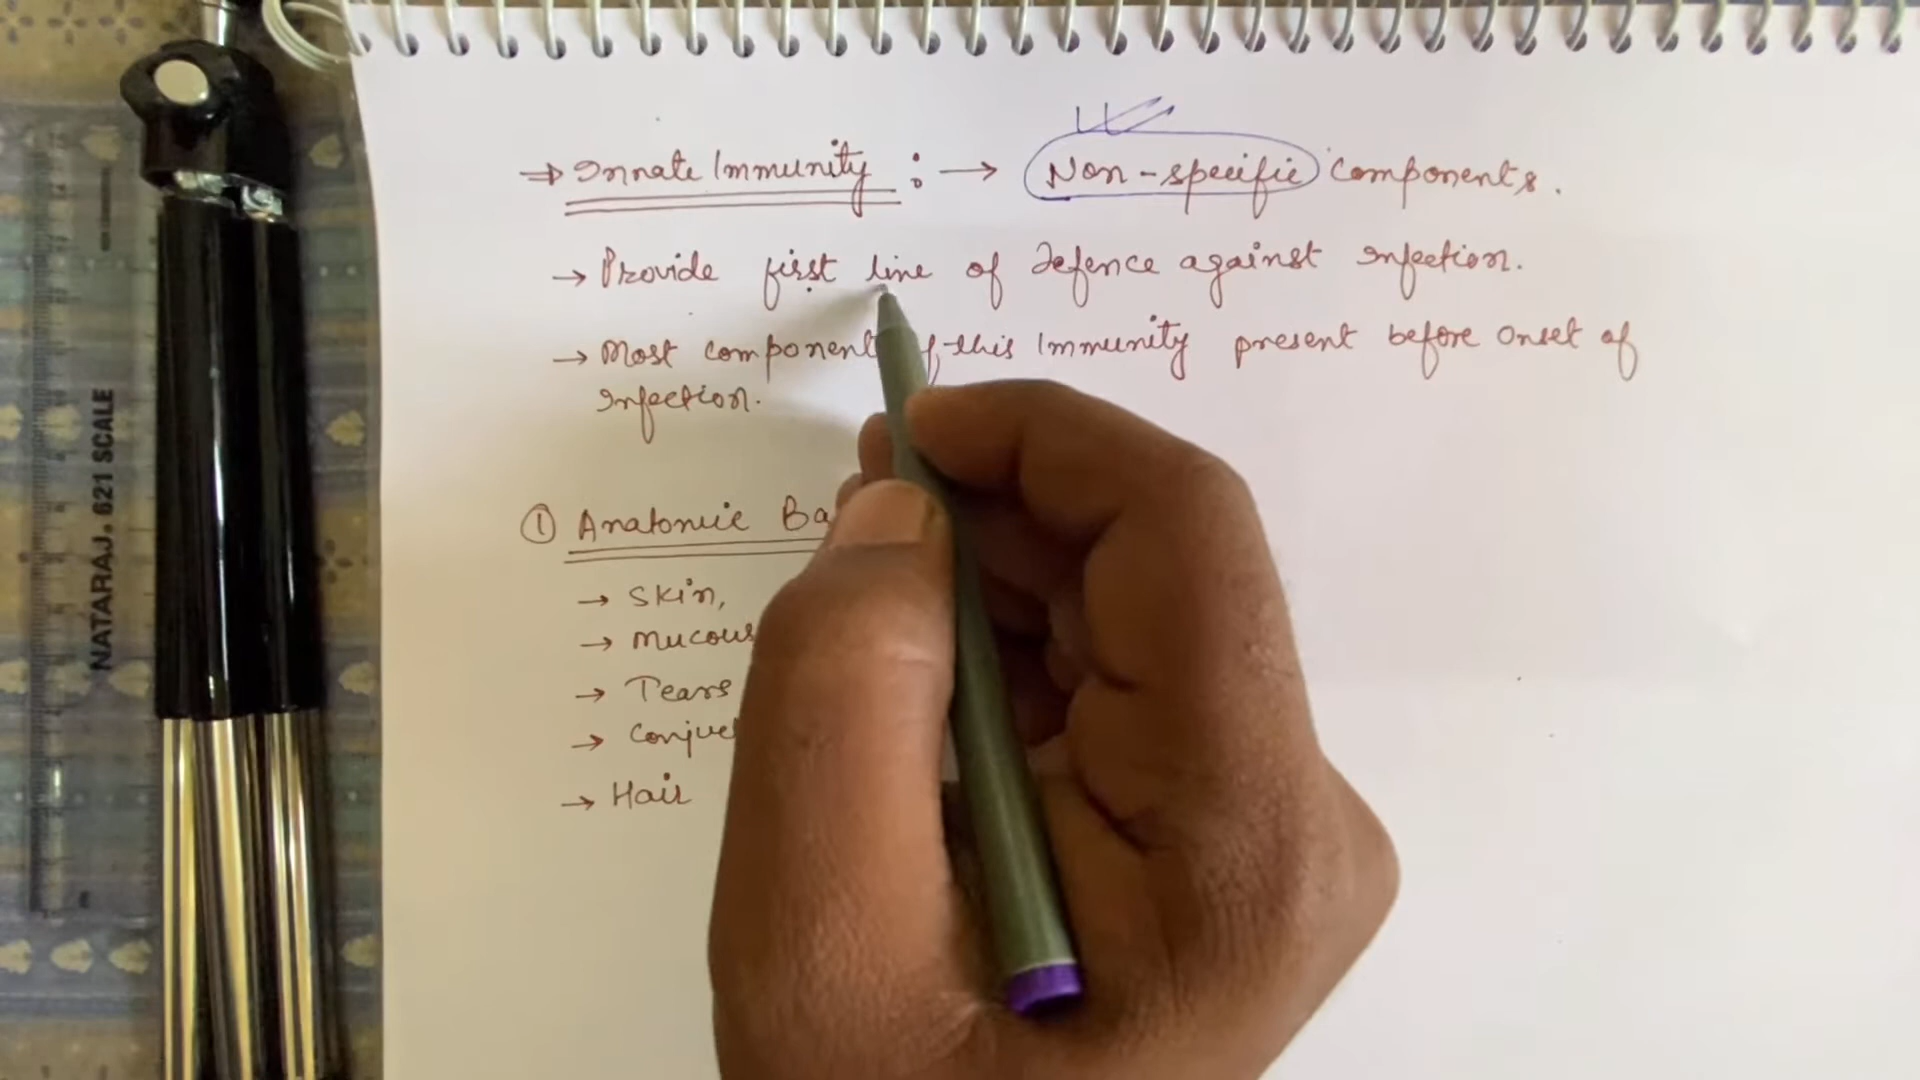 ⇒ Innate Immunity : → Non-specific components.
→ Provide first line of defence against infection.
→ Most component this Immunity present before onset of
infection.
① Anatomic Ba
→ Skin,
→ Mucous
→ Tears
→ Conjuc
→ Hair
NATARAJ. 621 SCALE